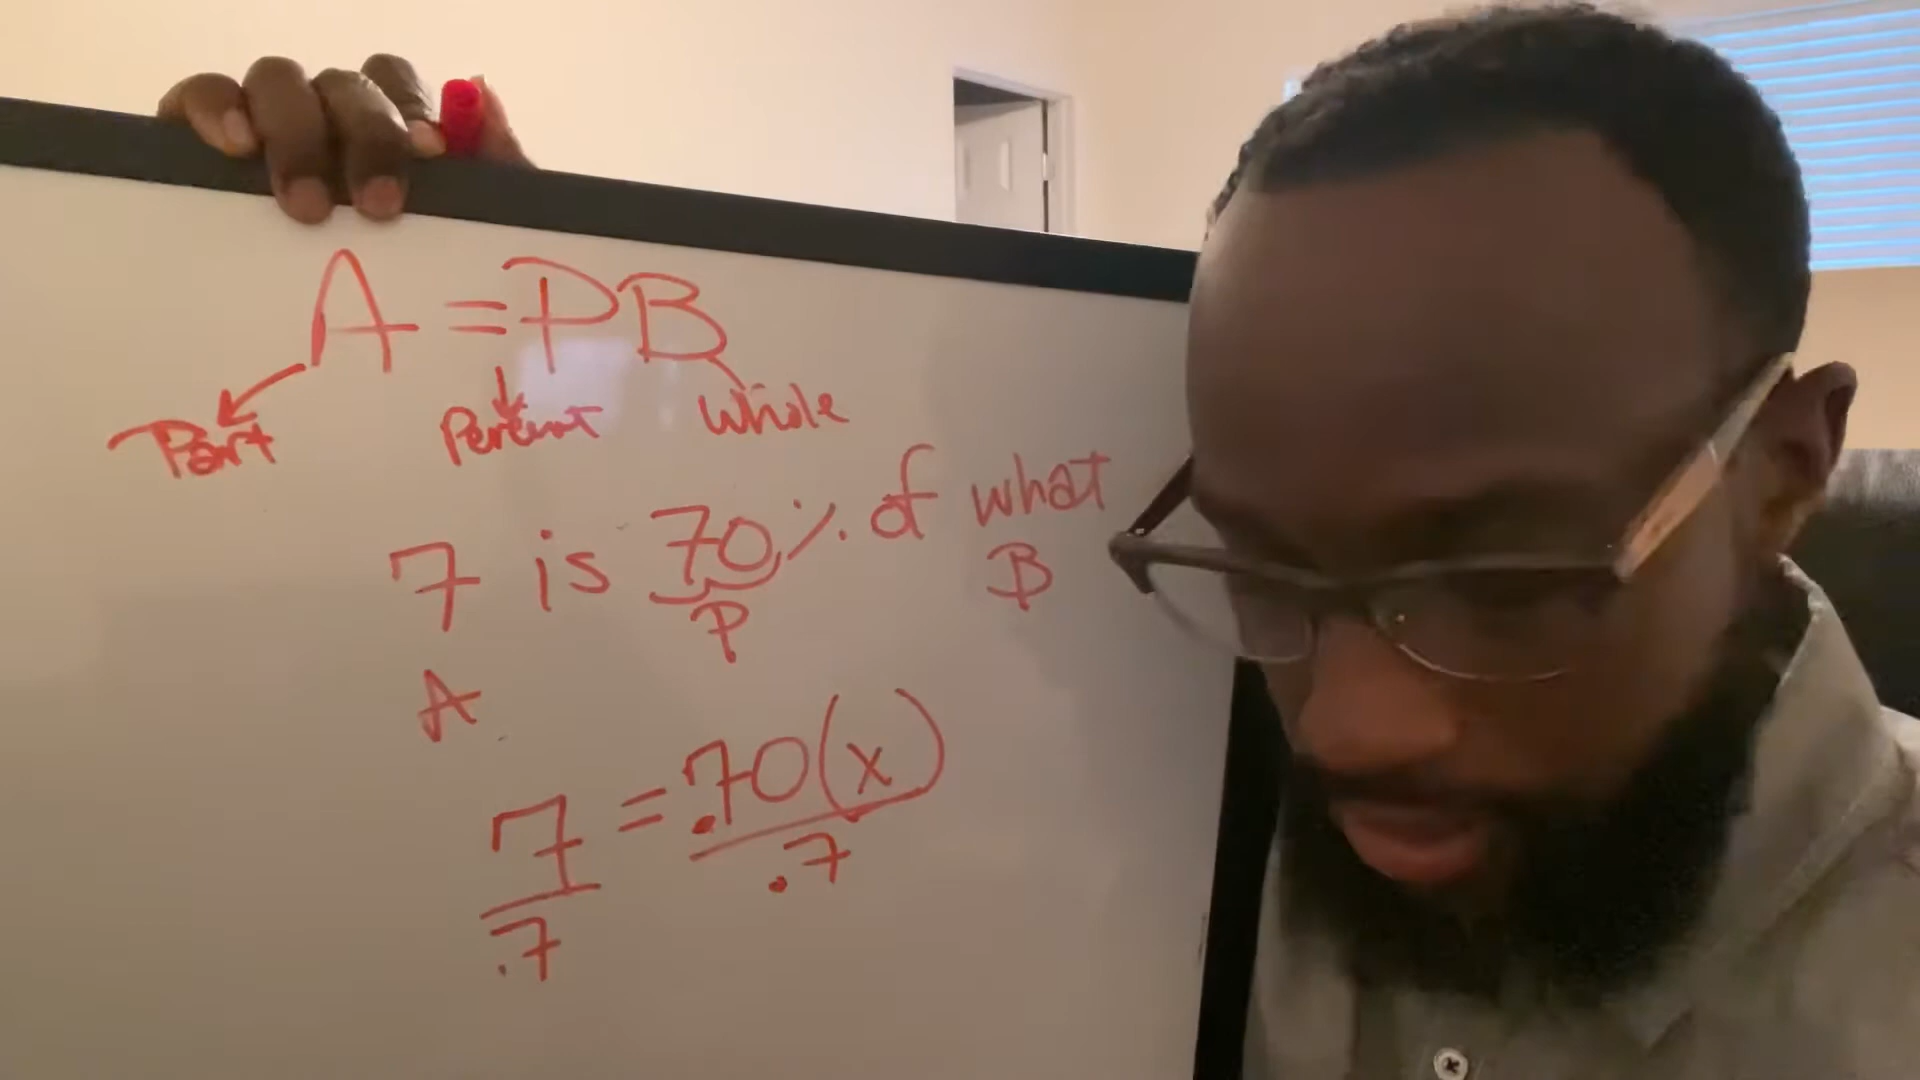 A = PB
Part Percent Whole
7 is 70% of what
A P B
7 = .70(x)
.7 .7